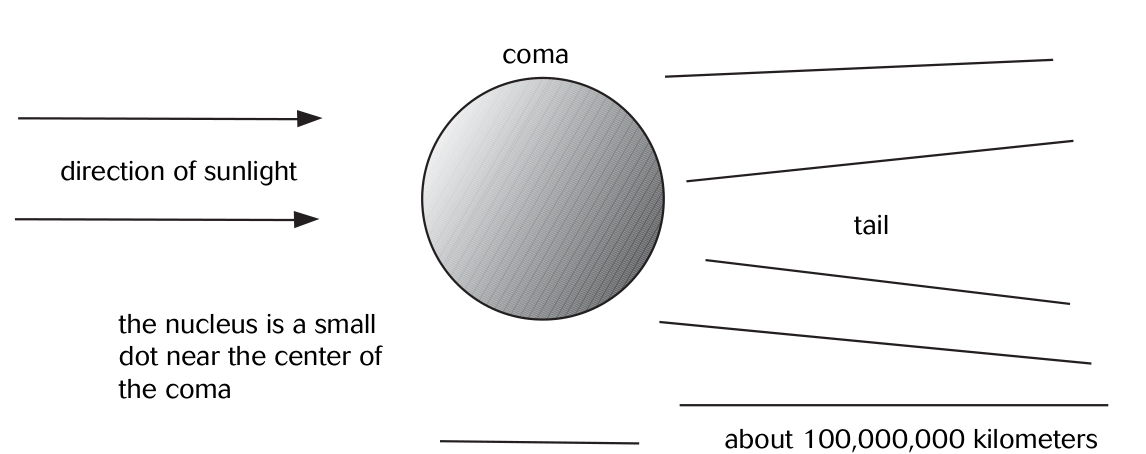 coma
direction of sunlight
tail
the nucleus is a small
dot near the center of
the coma
about 100,000,000 kilometers